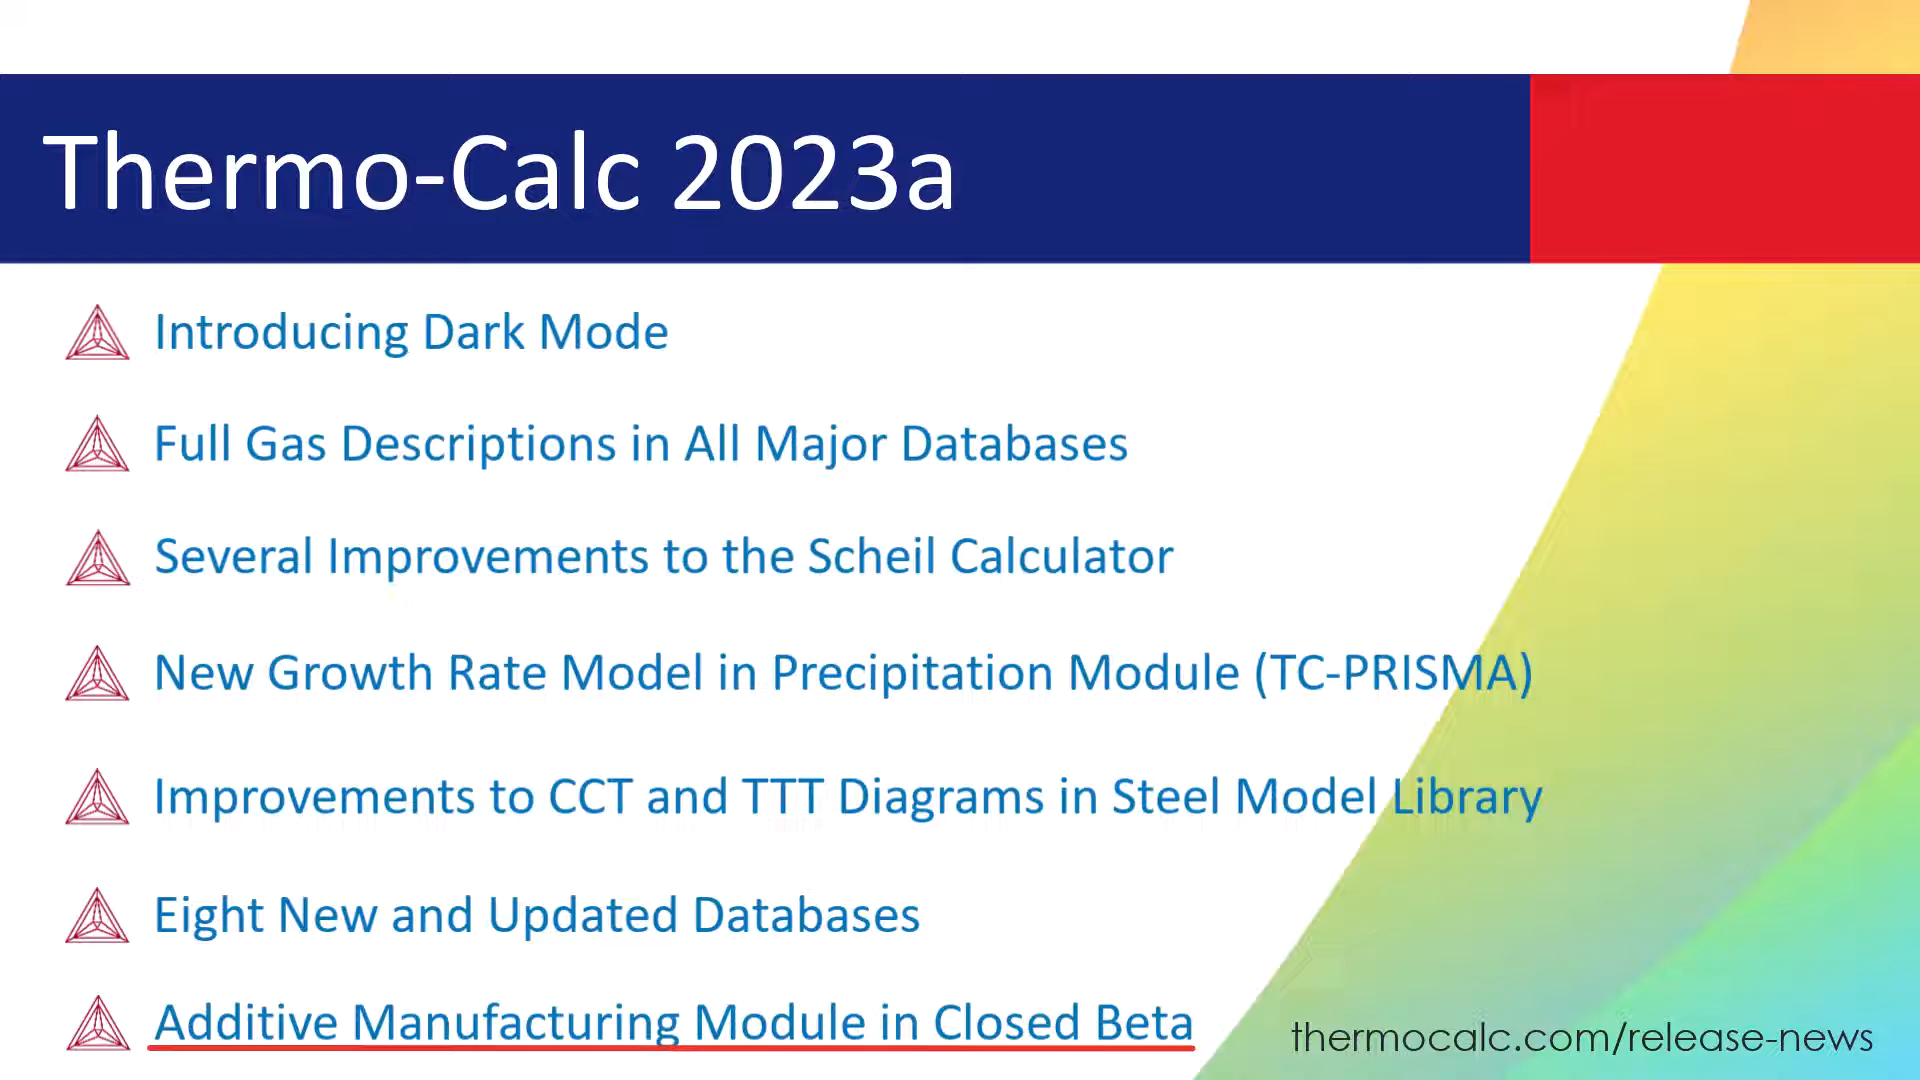 Thermo-Calc 2023a
Introducing Dark Mode
Full Gas Descriptions in All Major Databases
Several Improvements to the Scheil Calculator
New Growth Rate Model in Precipitation Module (TC-PRISMA)
Improvements to CCT and TTT Diagrams in Steel Model Library
Eight New and Updated Databases
Additive Manufacturing Module in Closed Beta
thermocalc.com/release-news